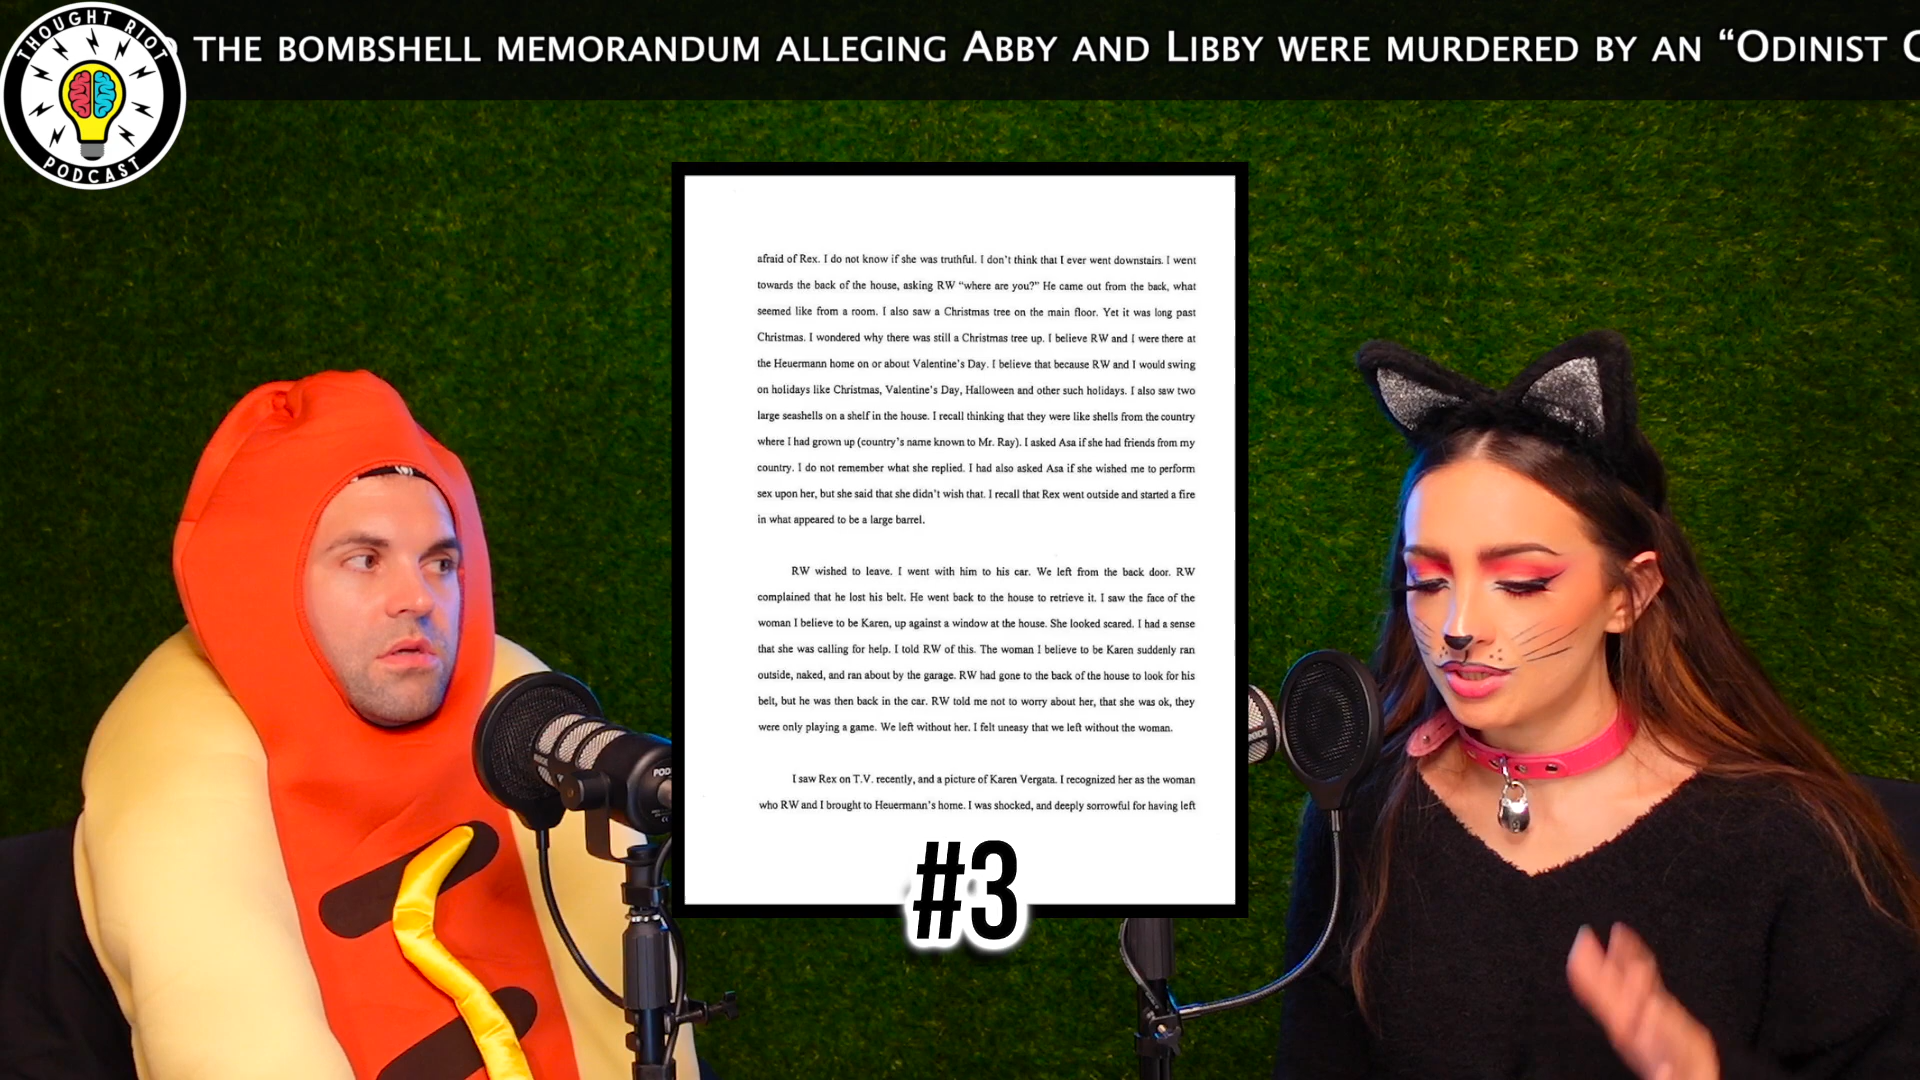 THOUGHT RIOT
PODCAST
THE BOMBSHELL MEMORANDUM ALLEGING ABBY AND LIBBY WERE MURDERED BY AN “ODINIST
afraid of Rex. I do not know if she was truthful. I don't think that I ever went downstairs. I went
towards the back of the house, asking RW “where are you?” He came out from the back, what
seemed like from a room. I also saw a Christmas tree on the main floor. Yet it was long past
Christmas. I wondered why there was still a Christmas tree up. I believe RW and I were there at
the Heuermann home on or about Valentine's Day. I believe that because RW and I would swing
on holidays like Christmas, Valentine's Day, Halloween and other such holidays. I also saw two
large seashells on a shelf in the house. I recall thinking that they were like shells from the country
where I had grown up (country's name known to Mr. Ray). I asked Asa if she had friends from my
country. I do not remember what she replied. I had also asked Asa if she wished me to perform
sex upon her, but she said that she didn't wish that. I recall that Rex went outside and started a fire
in what appeared to be a large barrel.
RW wished to leave. I went with him to his car. We left from the back door. RW
complained that he lost his belt. He went back to the house to retrieve it. I saw the face of the
woman I believe to be Karen, up against a window at the house. She looked scared. I had a sense
that she was calling for help. I told RW of this. The woman I believe to be Karen suddenly ran
outside, naked, and ran about by the garage. RW had gone to the back of the house to look for his
belt, but he was then back in the car. RW told me not to worry about her, that she was ok, they
were only playing a game. We left without her. I felt uneasy that we left without the woman.
I saw Rex on T.V. recently, and a picture of Karen Vergata. I recognized her as the woman
who RW and I brought to Heuermann's home. I was shocked, and deeply sorrowful for having left
#3